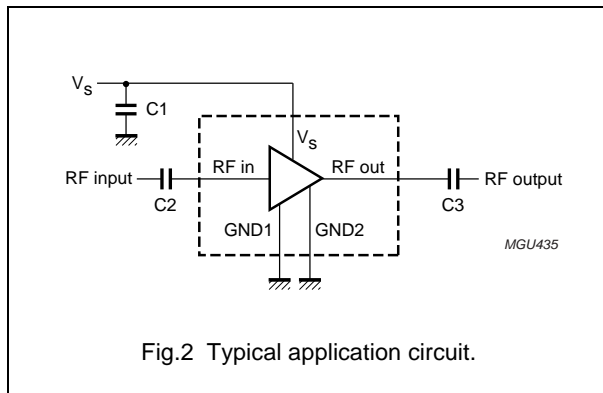 Vs
C1
Vs
RF input
RF in
RF out
RF output
C2
C3
GND1
GND2
MGU435
Fig.2 Typical application circuit.